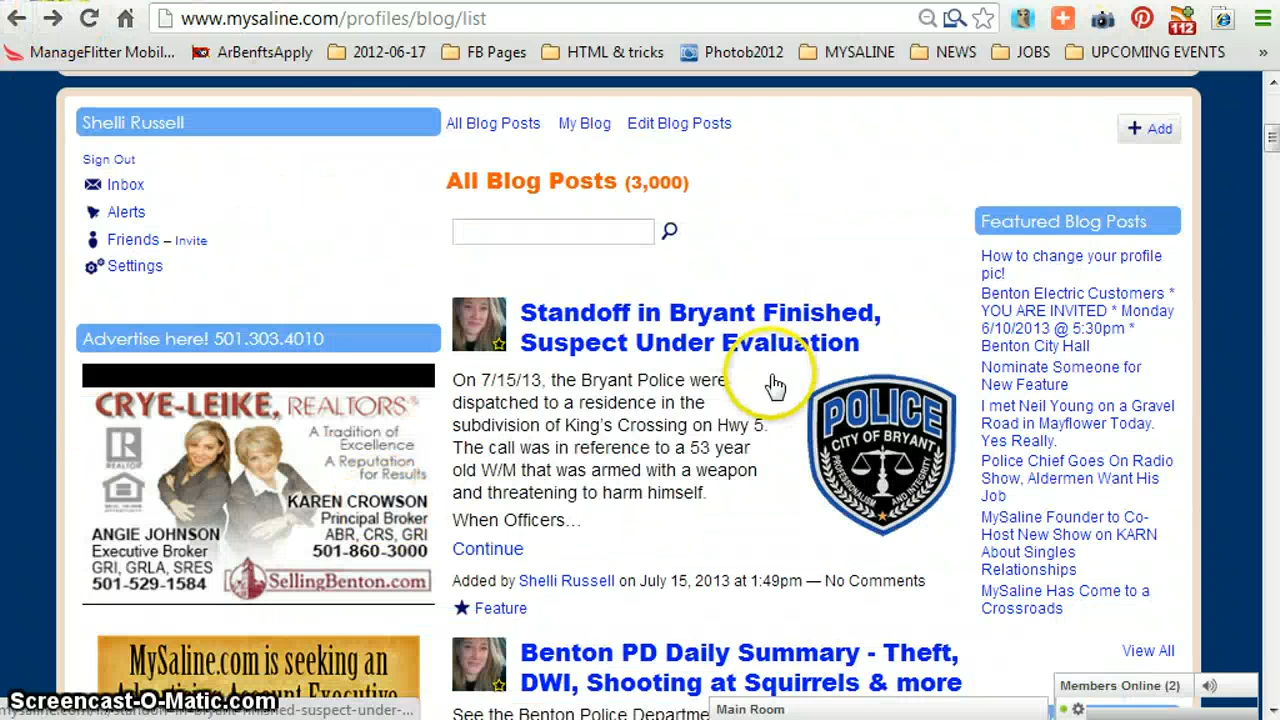 www.mysaline.com/profiles/blog/list
112
ManageFlitter Mobil...
ArBenftsApply
2012-06-17
FB Pages
HTML & tricks
Photob2012
MYSALINE
NEWS
JOBS
UPCOMING EVENTS
»
Shelli Russell
Sign Out
Inbox
Alerts
Friends – Invite
Settings
Advertise here! 501.303.4010
CRYE-LEIKE, REALTORS®
A Tradition of
Excellence
A Reputation
for Results
KAREN CROWSON
Principal Broker
ABR, CRS, GRI
501-860-3000
ANGIE JOHNSON
Executive Broker
GRI, GRLA, SRES
501-529-1584
SellingBenton.com
MySaline.com is seeking an
All Blog Posts
My Blog
Edit Blog Posts
+ Add
All Blog Posts (3,000)
Standoff in Bryant Finished,
Suspect Under Evaluation
On 7/15/13, the Bryant Police were
dispatched to a residence in the
subdivision of King's Crossing on Hwy 5.
The call was in reference to a 53 year
old W/M that was armed with a weapon
and threatening to harm himself.
When Officers…
Continue
POLICE
CITY OF BRYANT
PROFESSIONALISM AND INTEGRITY
Added by Shelli Russell on July 15, 2013 at 1:49pm — No Comments
Feature
Benton PD Daily Summary - Theft,
DWI, Shooting at Squirrels & more
See the Benton Police Departm
Featured Blog Posts
How to change your profile
pic!
Benton Electric Customers *
YOU ARE INVITED * Monday
6/10/2013 @ 5:30pm *
Benton City Hall
Nominate Someone for
New Feature
I met Neil Young on a Gravel
Road in Mayflower Today.
Yes Really.
Police Chief Goes On Radio
Show, Aldermen Want His
Job
MySaline Founder to Co-
Host New Show on KARN
About Singles
Relationships
MySaline Has Come to a
Crossroads
View All
Members Online (2)
Main Room
Screencast-O-Matic.com